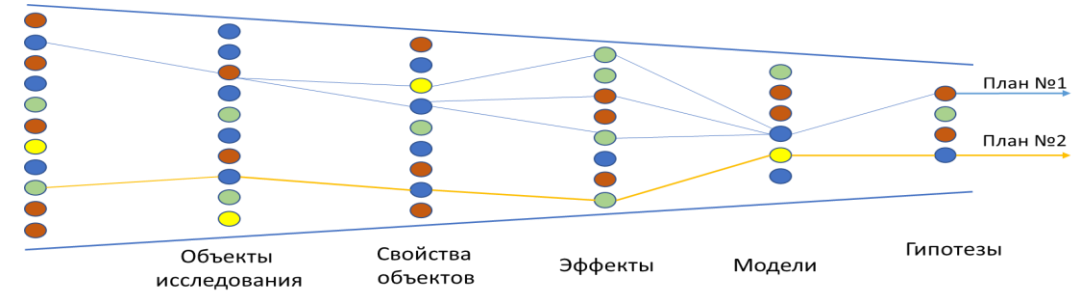 План №1
План №2
Объекты
исследования
Свойства
объектов
Эффекты
Модели
Гипотезы